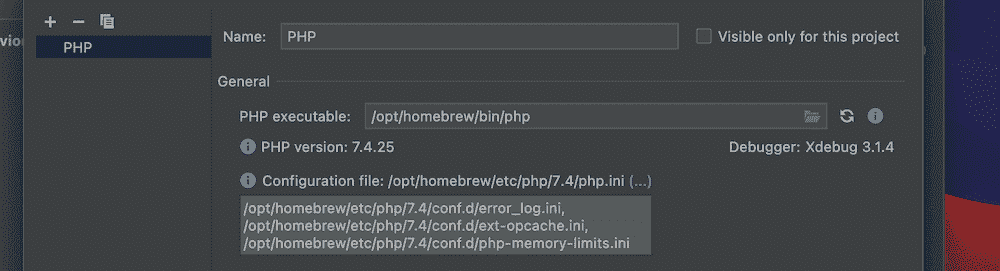 vior
PHP
Name: PHP Visible only for this project
General
PHP executable: /opt/homebrew/bin/php
PHP version: 7.4.25 Debugger: Xdebug 3.1.4
Configuration file: /opt/homebrew/etc/php/7.4/php.ini (...)
/opt/homebrew/etc/php/7.4/conf.d/error_log.ini,
/opt/homebrew/etc/php/7.4/conf.d/ext-opcache.ini,
/opt/homebrew/etc/php/7.4/conf.d/php-memory-limits.ini